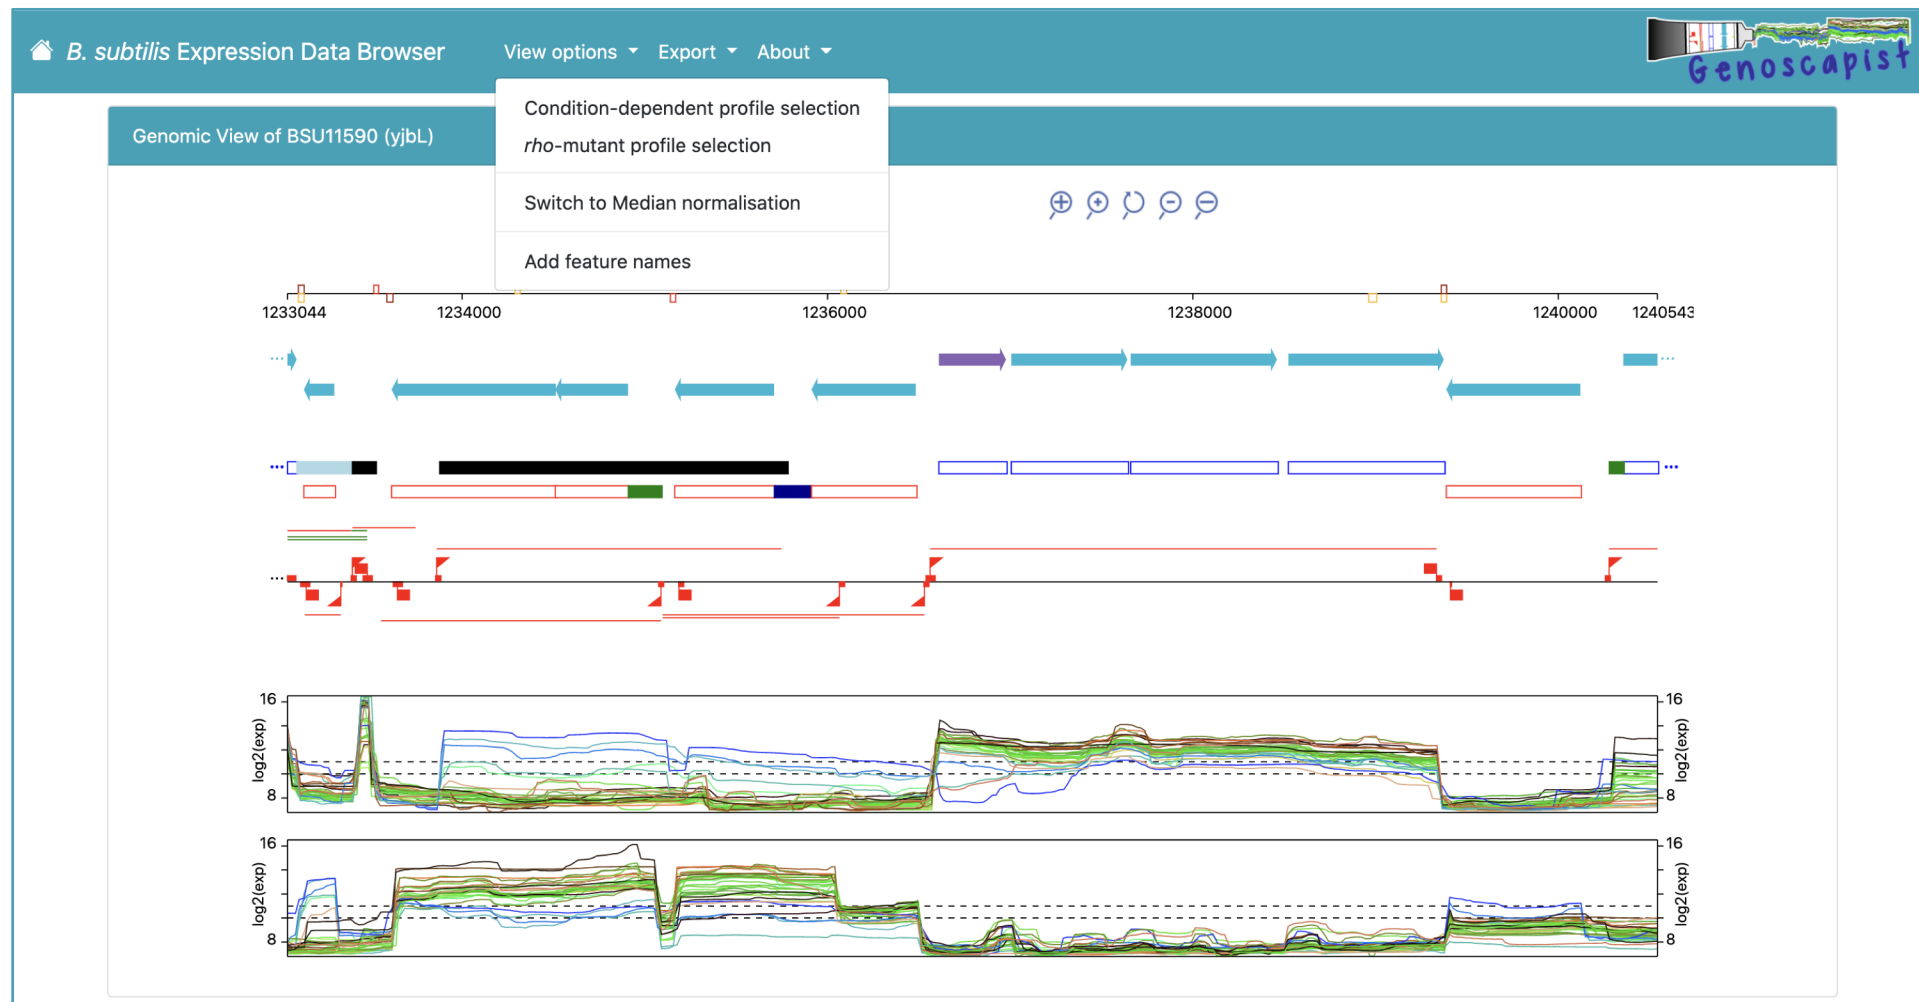 B. subtilis Expression Data Browser
View options Export About
Genoscapist
Condition-dependent profile selection
rho-mutant profile selection
Switch to Median normalisation
Add feature names
Genomic View of BSU11590 (yjbL)
1233044 1234000 1236000 1238000 1240000 1240543
16 16
log2(exp) log2(exp)
8 8
16 16
log2(exp) log2(exp)
8 8